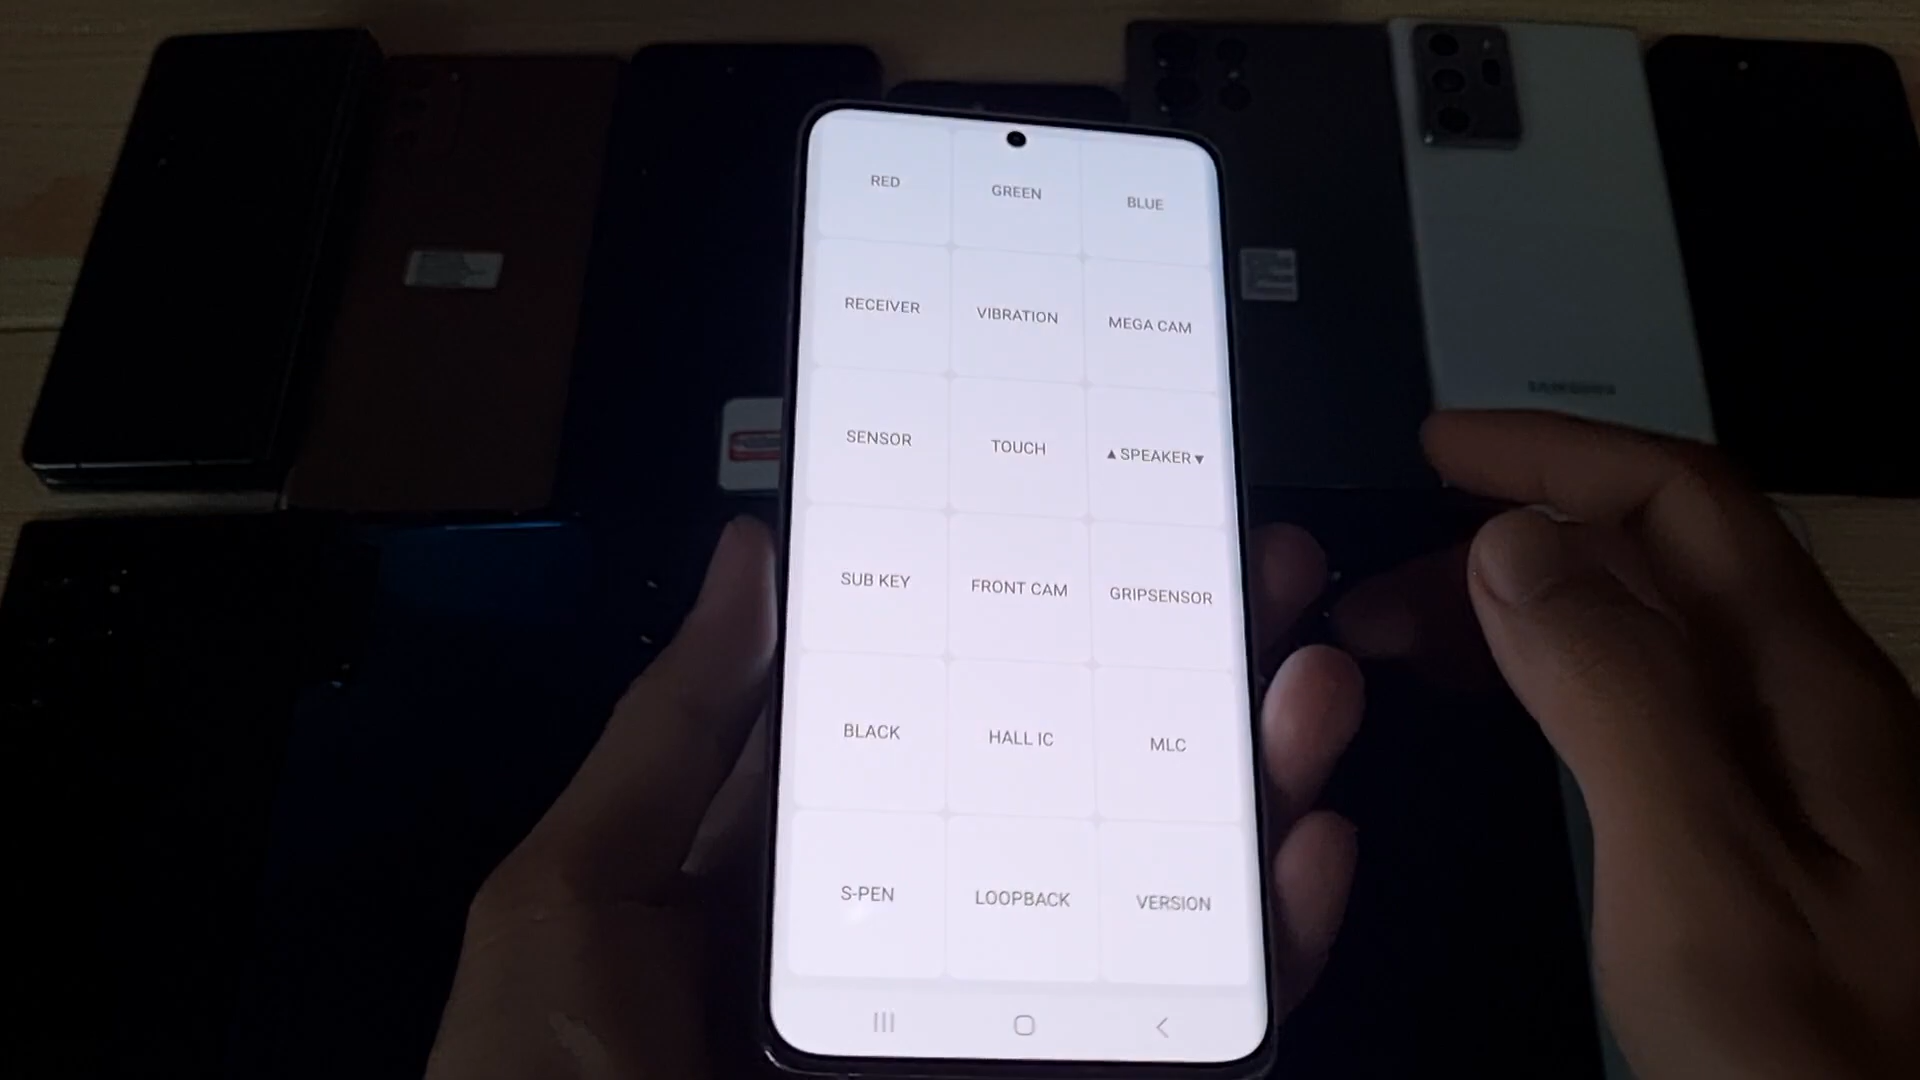 RED
GREEN
BLUE
RECEIVER
VIBRATION
MEGA CAM
SENSOR
TOUCH
▲SPEAKER▼
SUB KEY
FRONT CAM
GRIPSENSOR
BLACK
HALL IC
MLC
S-PEN
LOOPBACK
VERSION
SAMSUNG